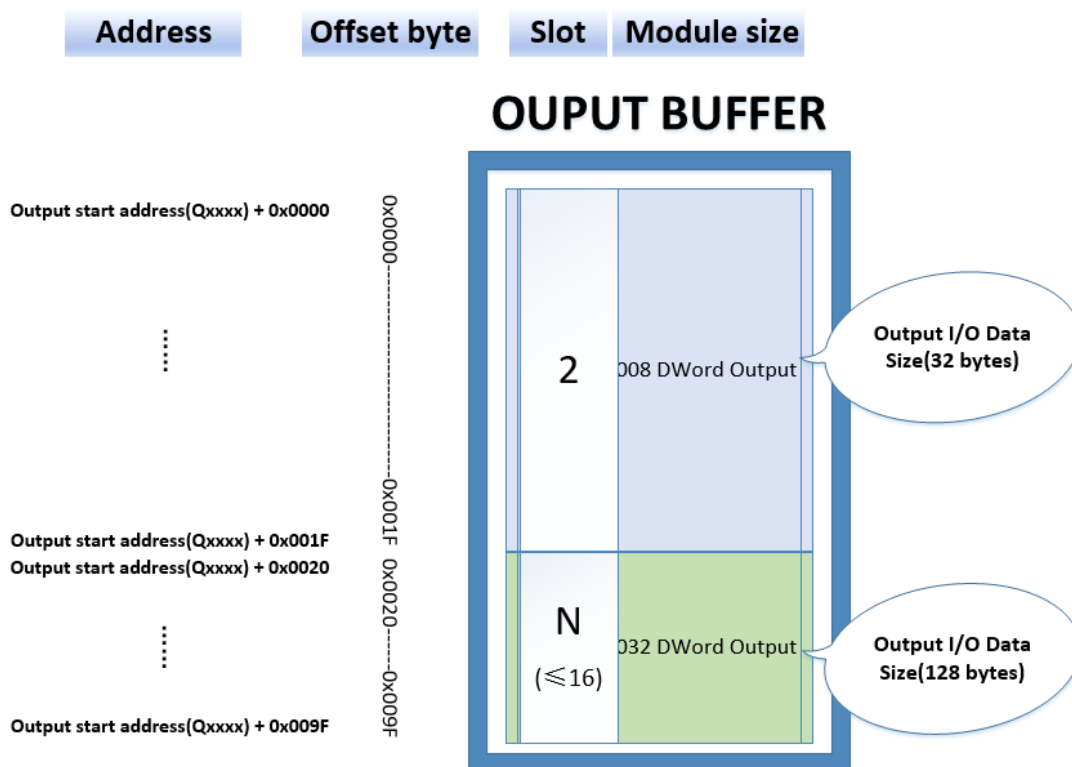 Address Offset byte Slot Module size
OUPUT BUFFER
Output start address(Qxxxx) + 0x0000
0x0000
2
008 DWord Output
Output I/O Data
Size(32 bytes)
0x001F
Output start address(Qxxxx) + 0x001F
Output start address(Qxxxx) + 0x0020
0x0020
N
(≤16)
032 DWord Output
Output I/O Data
Size(128 bytes)
0x009F
Output start address(Qxxxx) + 0x009F